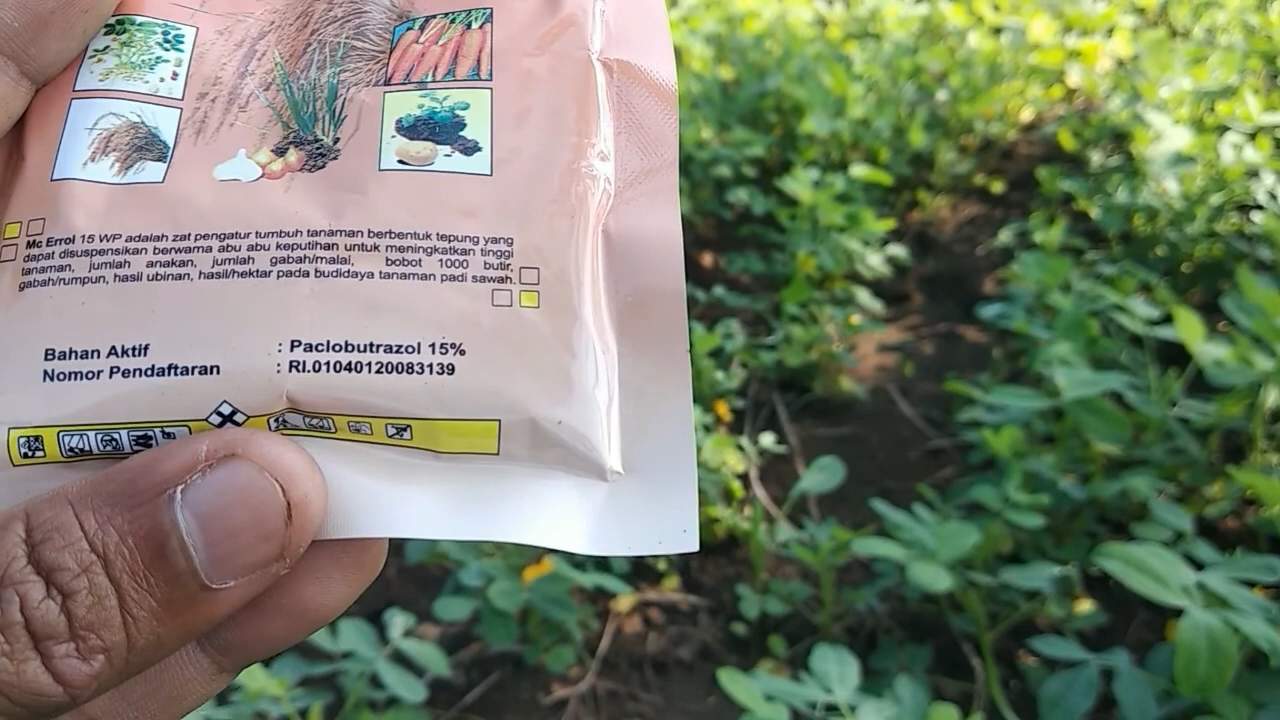 Mc Errol 15 WP adalah zat pengatur tumbuh tanaman berbentuk tepung yang
dapat disuspensikan berwarna abu abu keputihan untuk meningkatkan tinggi
tanaman, jumlah anakan, jumlah gabah/malai, bobot 1000 butir,
gabah/rumpun, hasil ubinan, hasil/hektar pada budidaya tanaman padi sawah.
Bahan Aktif : Paclobutrazol 15%
Nomor Pendaftaran : RI.01040120083139